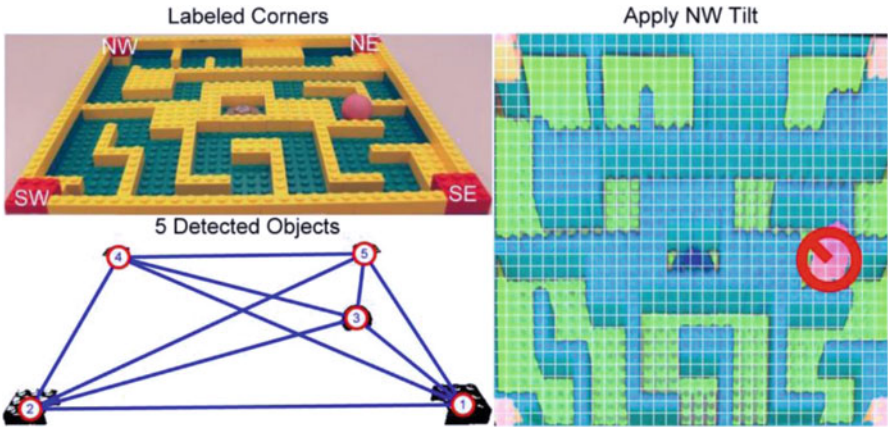 Labeled Corners
NW
NE
SW
SE
5 Detected Objects
4
5
3
2
1
Apply NW Tilt